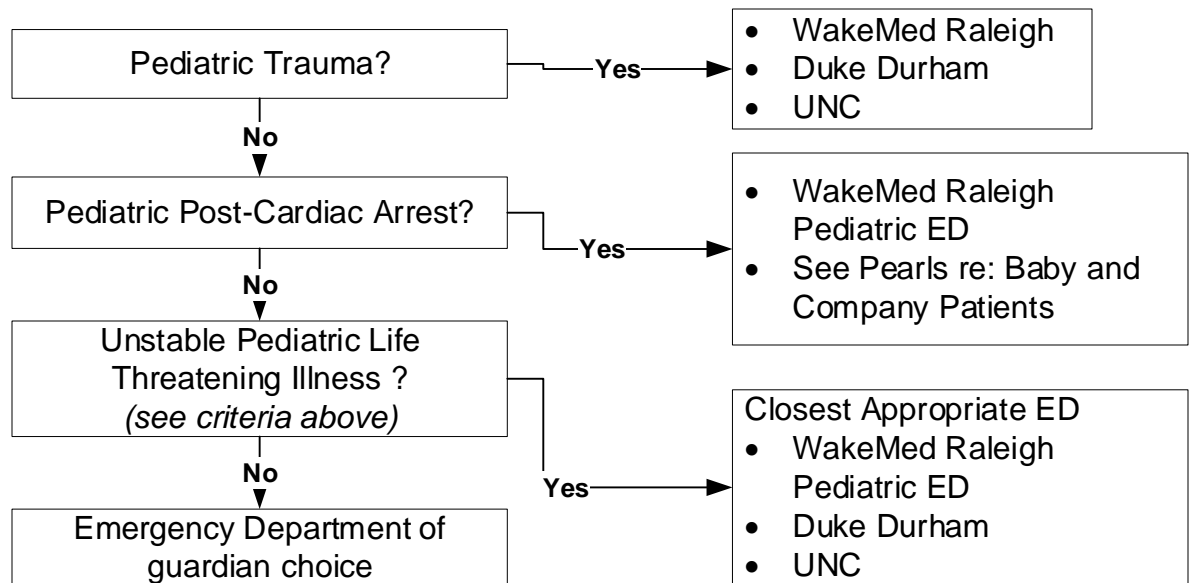 Pediatric Trauma?
Yes
• WakeMed Raleigh
• Duke Durham
• UNC
No
Pediatric Post-Cardiac Arrest?
Yes
• WakeMed Raleigh
Pediatric ED
• See Pearls re: Baby and
Company Patients
No
Unstable Pediatric Life
Threatening Illness ?
(see criteria above)
Yes
Closest Appropriate ED
• WakeMed Raleigh
Pediatric ED
• Duke Durham
• UNC
No
Emergency Department of
guardian choice